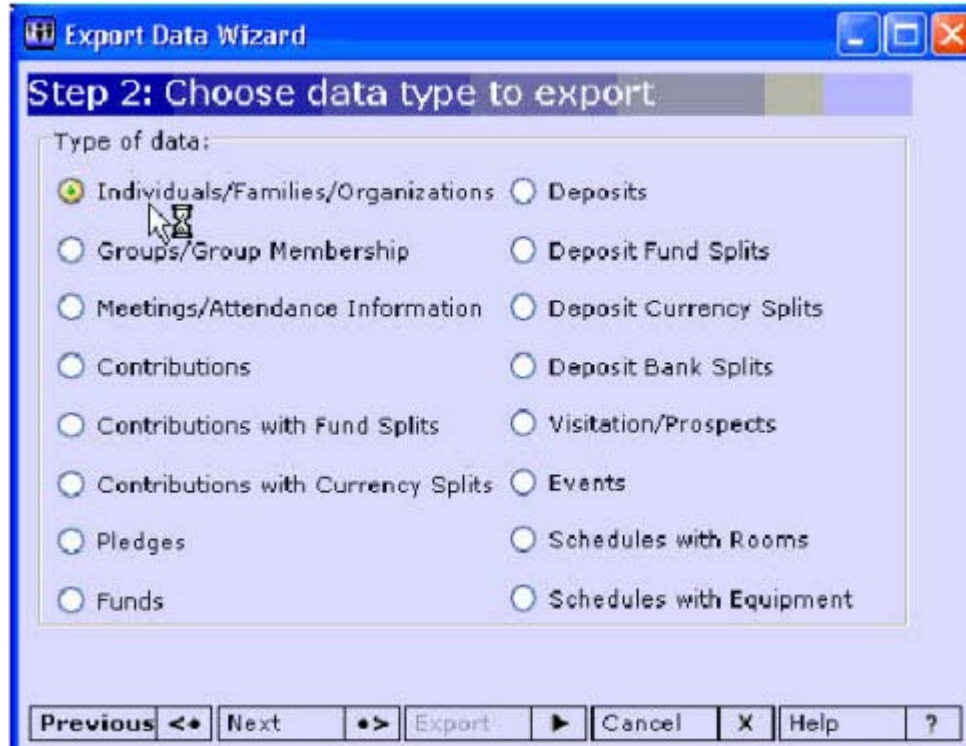 Export Data Wizard
Step 2: Choose data type to export
Type of data:
Individuals/Families/Organizations
Groups/Group Membership
Meetings/Attendance Information
Contributions
Contributions with Fund Splits
Contributions with Currency Splits
Pledges
Funds
Deposits
Deposit Fund Splits
Deposit Currency Splits
Deposit Bank Splits
Visitation/Prospects
Events
Schedules with Rooms
Schedules with Equipment
Previous <• Next •> Export Cancel X Help ?